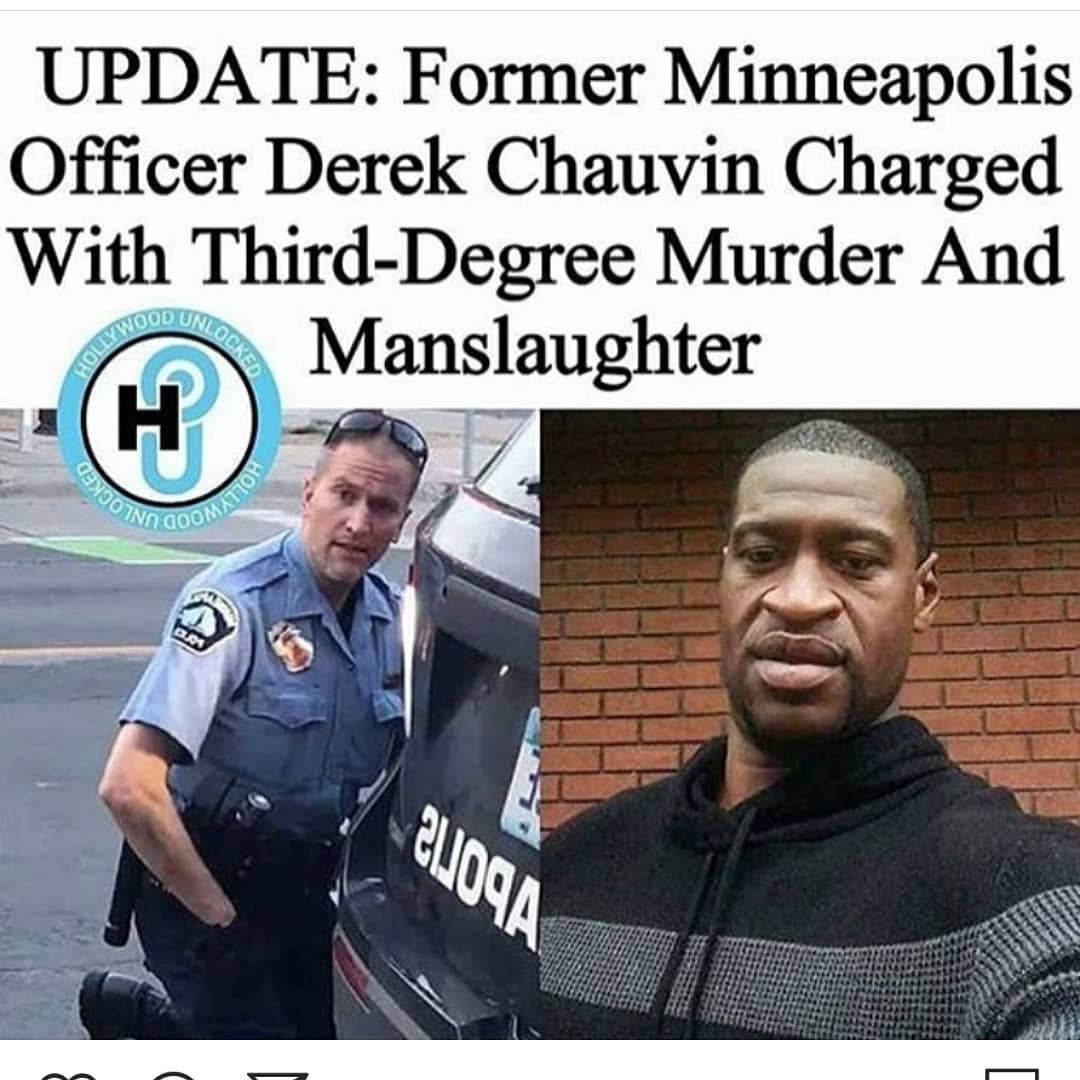 UPDATE: Former Minneapolis
Officer Derek Chauvin Charged
With Third-Degree Murder And
Manslaughter
HOLLYWOOD UNLOCKED
H
HOLLYWOOD UNLOCKED
APOLIS